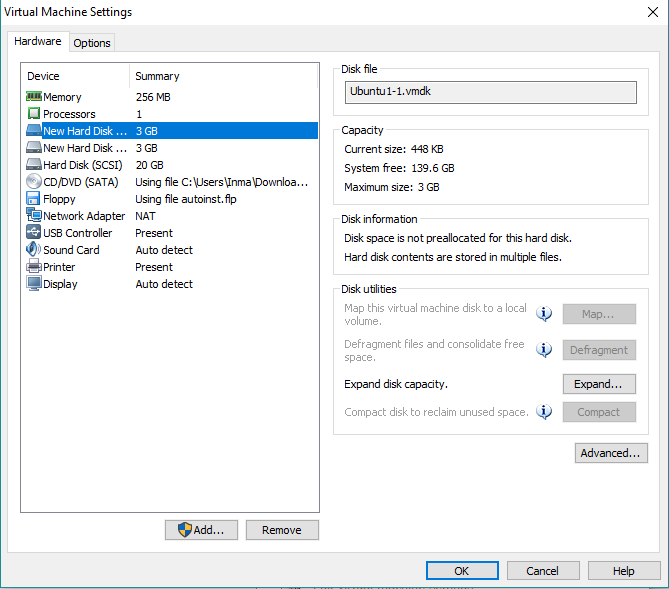 Virtual Machine Settings
Hardware
Options
Device Summary
Memory 256 MB
Processors 1
New Hard Disk ... 3 GB
New Hard Disk ... 3 GB
Hard Disk (SCSI) 20 GB
CD/DVD (SATA) Using file C:\Users\Inma\Downloa...
Floppy Using file autoinst.flp
Network Adapter NAT
USB Controller Present
Sound Card Auto detect
Printer Present
Display Auto detect
Add...
Remove
Disk file
Ubuntu1-1.vmdk
Capacity
Current size: 448 KB
System free: 139.6 GB
Maximum size: 3 GB
Disk information
Disk space is not preallocated for this hard disk.
Hard disk contents are stored in multiple files.
Disk utilities
Map this virtual machine disk to a local
volume.
Map...
Defragment files and consolidate free
space.
Defragment
Expand disk capacity.
Expand...
Compact disk to reclaim unused space.
Compact
Advanced...
OK
Cancel
Help